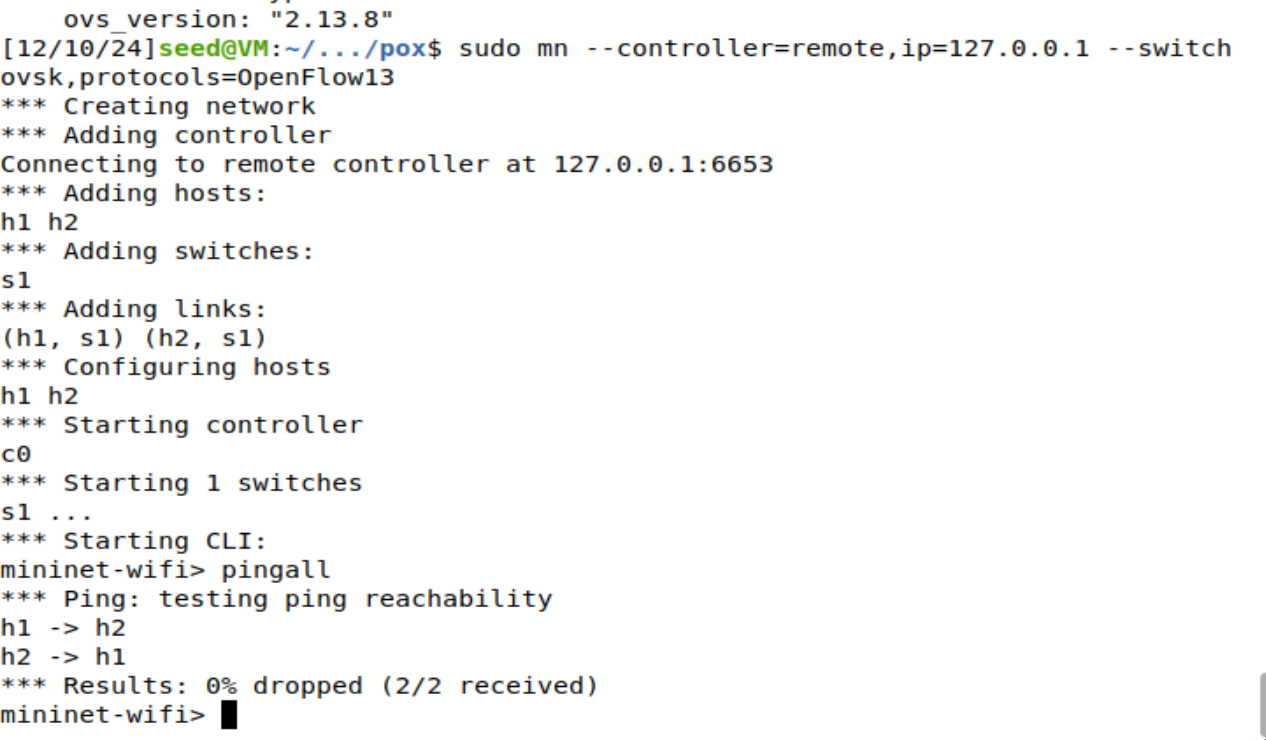 ovs_version: "2.13.8"
[12/10/24]seed@VM:~/.../pox$ sudo mn --controller=remote,ip=127.0.0.1 --switch
ovsk,protocols=OpenFlow13
*** Creating network
*** Adding controller
Connecting to remote controller at 127.0.0.1:6653
*** Adding hosts:
h1 h2
*** Adding switches:
s1
*** Adding links:
(h1, s1) (h2, s1)
*** Configuring hosts
h1 h2
*** Starting controller
c0
*** Starting 1 switches
s1 ...
*** Starting CLI:
mininet-wifi> pingall
*** Ping: testing ping reachability
h1 -> h2
h2 -> h1
*** Results: 0% dropped (2/2 received)
mininet-wifi>